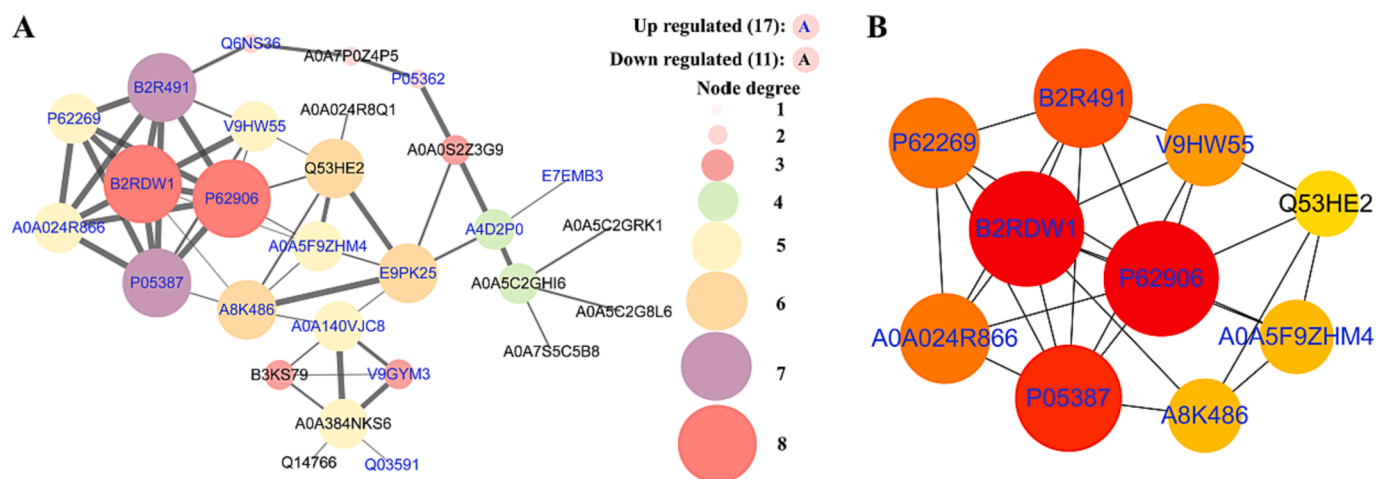 A
Q6NS36
A0A7P0Z4P5
P05362
B2R491
P62269
V9HW55
A0A024R8Q1
A0A0S2Z3G9
Q53HE2
E7EMB3
B2RDW1
P62906
A0A024R866
A0A5F9ZHM4
A4D2P0
A0A5C2GRK1
P05387
E9PK25
A0A5C2GHI6
A8K486
A0A140VJC8
A0A5C2G8L6
A0A7S5C5B8
B3KS79
V9GYM3
A0A384NKS6
Q14766
Q03591
Up regulated (17): A
Down regulated (11): A
Node degree
1
2
3
4
5
6
7
8
B
B2R491
P62269
V9HW55
Q53HE2
B2RDW1
P62906
A0A024R866
A0A5F9ZHM4
P05387
A8K486